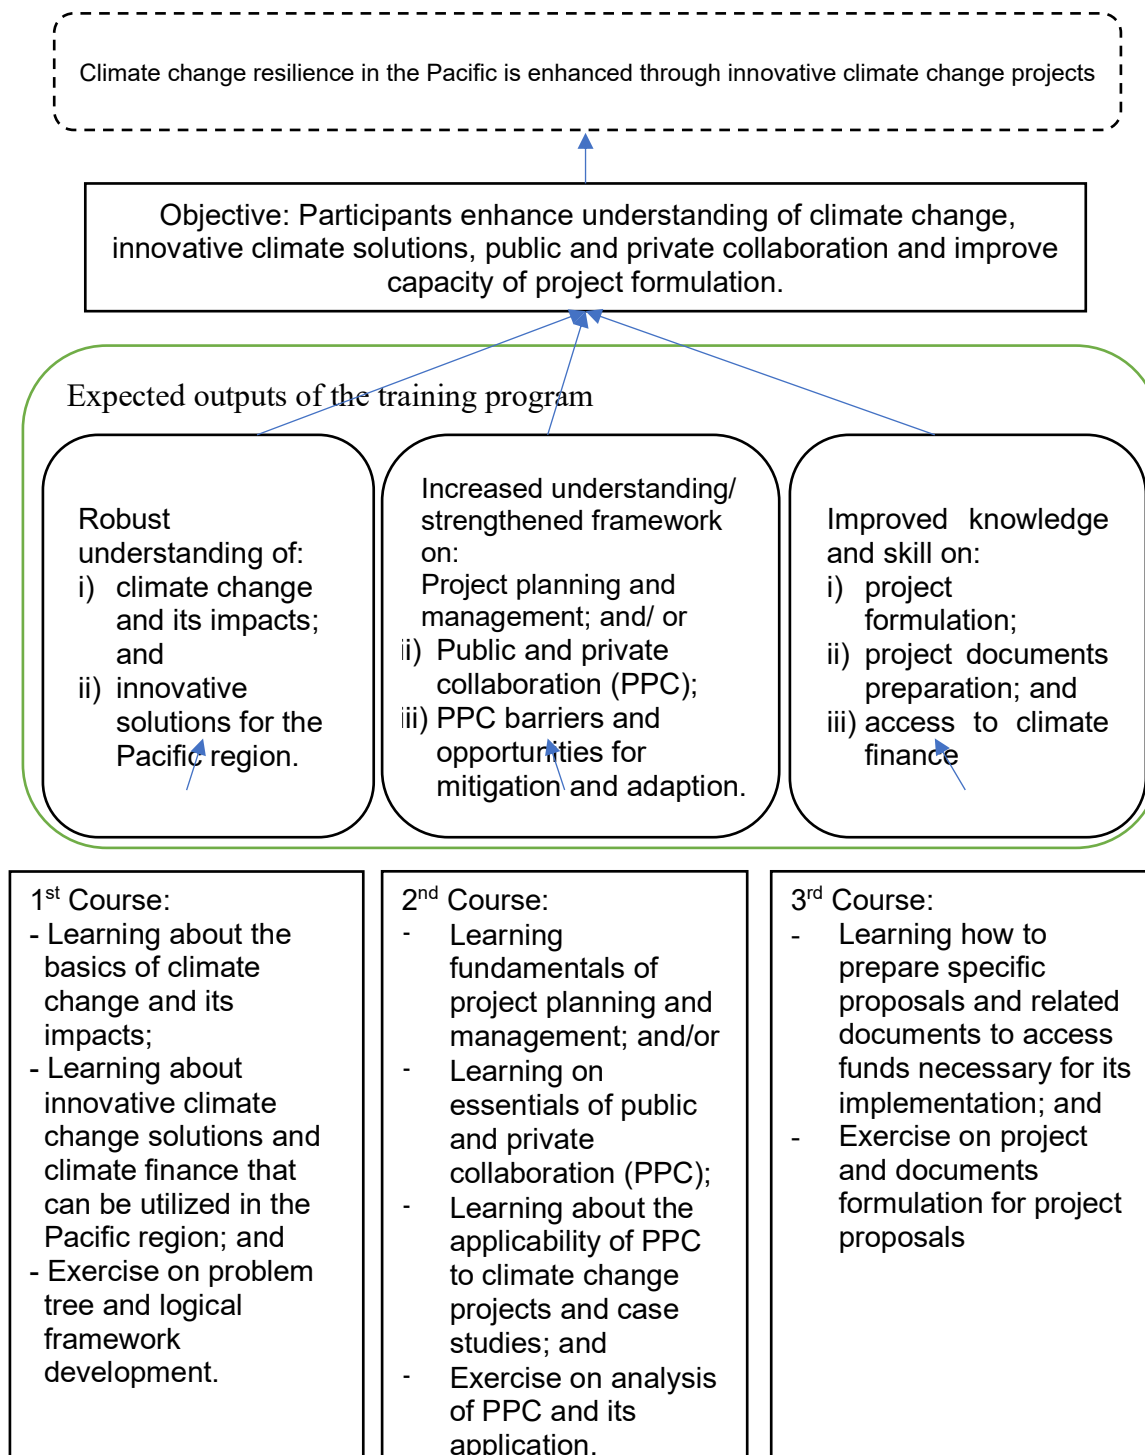 Climate change resilience in the Pacific is enhanced through innovative climate change projects
Objective: Participants enhance understanding of climate change,
innovative climate solutions, public and private collaboration and improve
capacity of project formulation.
Expected outputs of the training program
Robust
understanding of:
i) climate change
and its impacts;
and
ii) innovative
solutions for the
Pacific region.
Increased understanding/
strengthened framework
on:
Project planning and
management; and/ or
ii) Public and private
collaboration (PPC);
iii) PPC barriers and
opportunities for
mitigation and adaption.
Improved knowledge
and skill on:
i) project
formulation;
ii) project documents
preparation; and
iii) access to climate
finance
1st Course:
- Learning about the
basics of climate
change and its
impacts;
- Learning about
innovative climate
change solutions and
climate finance that
can be utilized in the
Pacific region; and
- Exercise on problem
tree and logical
framework
development.
2nd Course:
- Learning
fundamentals of
project planning and
management; and/or
- Learning on
essentials of public
and private
collaboration (PPC);
- Learning about the
applicability of PPC
to climate change
projects and case
studies; and
- Exercise on analysis
of PPC and its
application.
3rd Course:
- Learning how to
prepare specific
proposals and related
documents to access
funds necessary for its
implementation; and
- Exercise on project
and documents
formulation for project
proposals